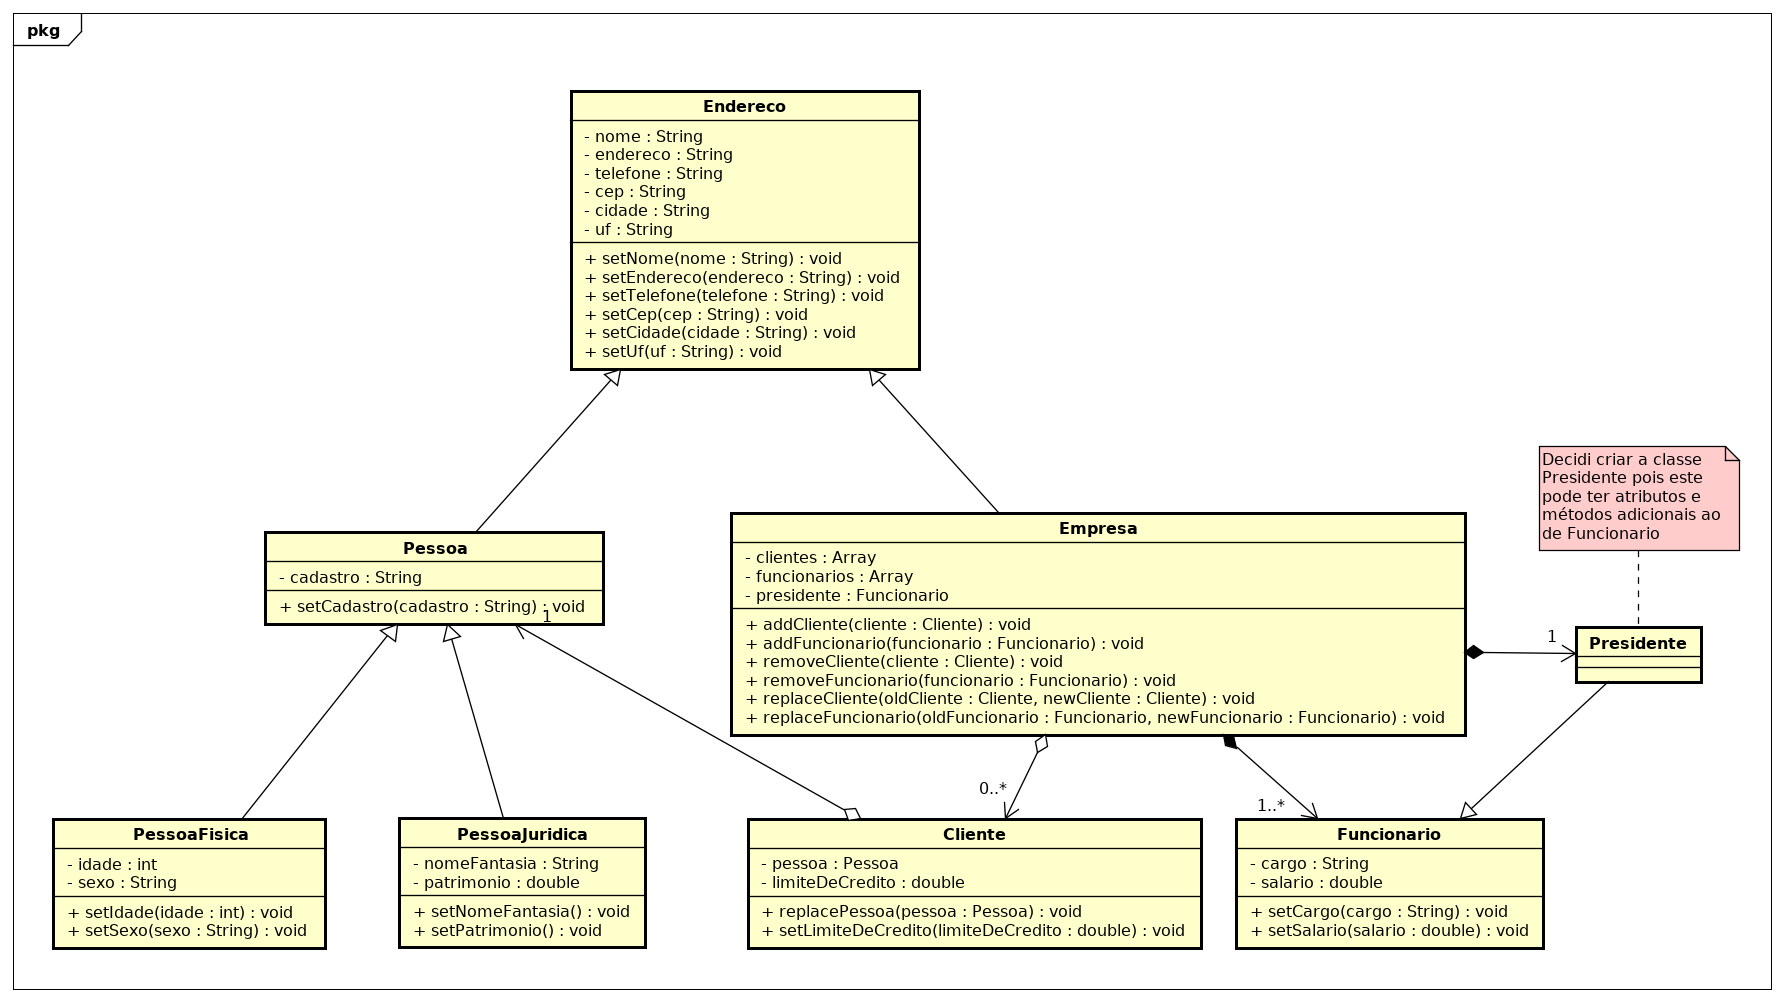 pkg
Endereco
- nome : String
- endereco : String
- telefone : String
- cep : String
- cidade : String
- uf : String
+ setNome(nome : String) : void
+ setEndereco(endereco : String) : void
+ setTelefone(telefone : String) : void
+ setCep(cep : String) : void
+ setCidade(cidade : String) : void
+ setUf(uf : String) : void
Decidi criar a classe
Presidente pois este
pode ter atributos e
métodos adicionais ao
de Funcionario
Pessoa
- cadastro : String
+ setCadastro(cadastro : String) : void
1
Empresa
- clientes : Array
- funcionarios : Array
- presidente : Funcionario
+ addCliente(cliente : Cliente) : void
+ addFuncionario(funcionario : Funcionario) : void
+ removeCliente(cliente : Cliente) : void
+ removeFuncionario(funcionario : Funcionario) : void
+ replaceCliente(oldCliente : Cliente, newCliente : Cliente) : void
+ replaceFuncionario(oldFuncionario : Funcionario, newFuncionario : Funcionario) : void
1
Presidente
0..*
1..*
PessoaFisica
- idade : int
- sexo : String
+ setIdade(idade : int) : void
+ setSexo(sexo : String) : void
PessoaJuridica
- nomeFantasia : String
- patrimonio : double
+ setNomeFantasia() : void
+ setPatrimonio() : void
Cliente
- pessoa : Pessoa
- limiteDeCredito : double
+ replacePessoa(pessoa : Pessoa) : void
+ setLimiteDeCredito(limiteDeCredito : double) : void
Funcionario
- cargo : String
- salario : double
+ setCargo(cargo : String) : void
+ setSalario(salario : double) : void